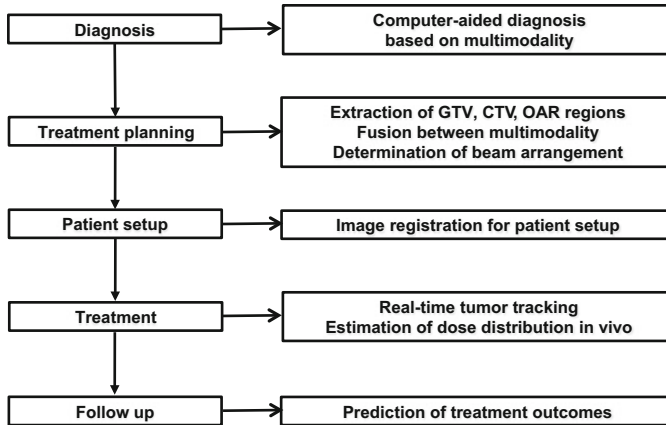 Diagnosis
Computer-aided diagnosis
based on multimodality
Treatment planning
Extraction of GTV, CTV, OAR regions
Fusion between multimodality
Determination of beam arrangement
Patient setup
Image registration for patient setup
Treatment
Real-time tumor tracking
Estimation of dose distribution in vivo
Follow up
Prediction of treatment outcomes